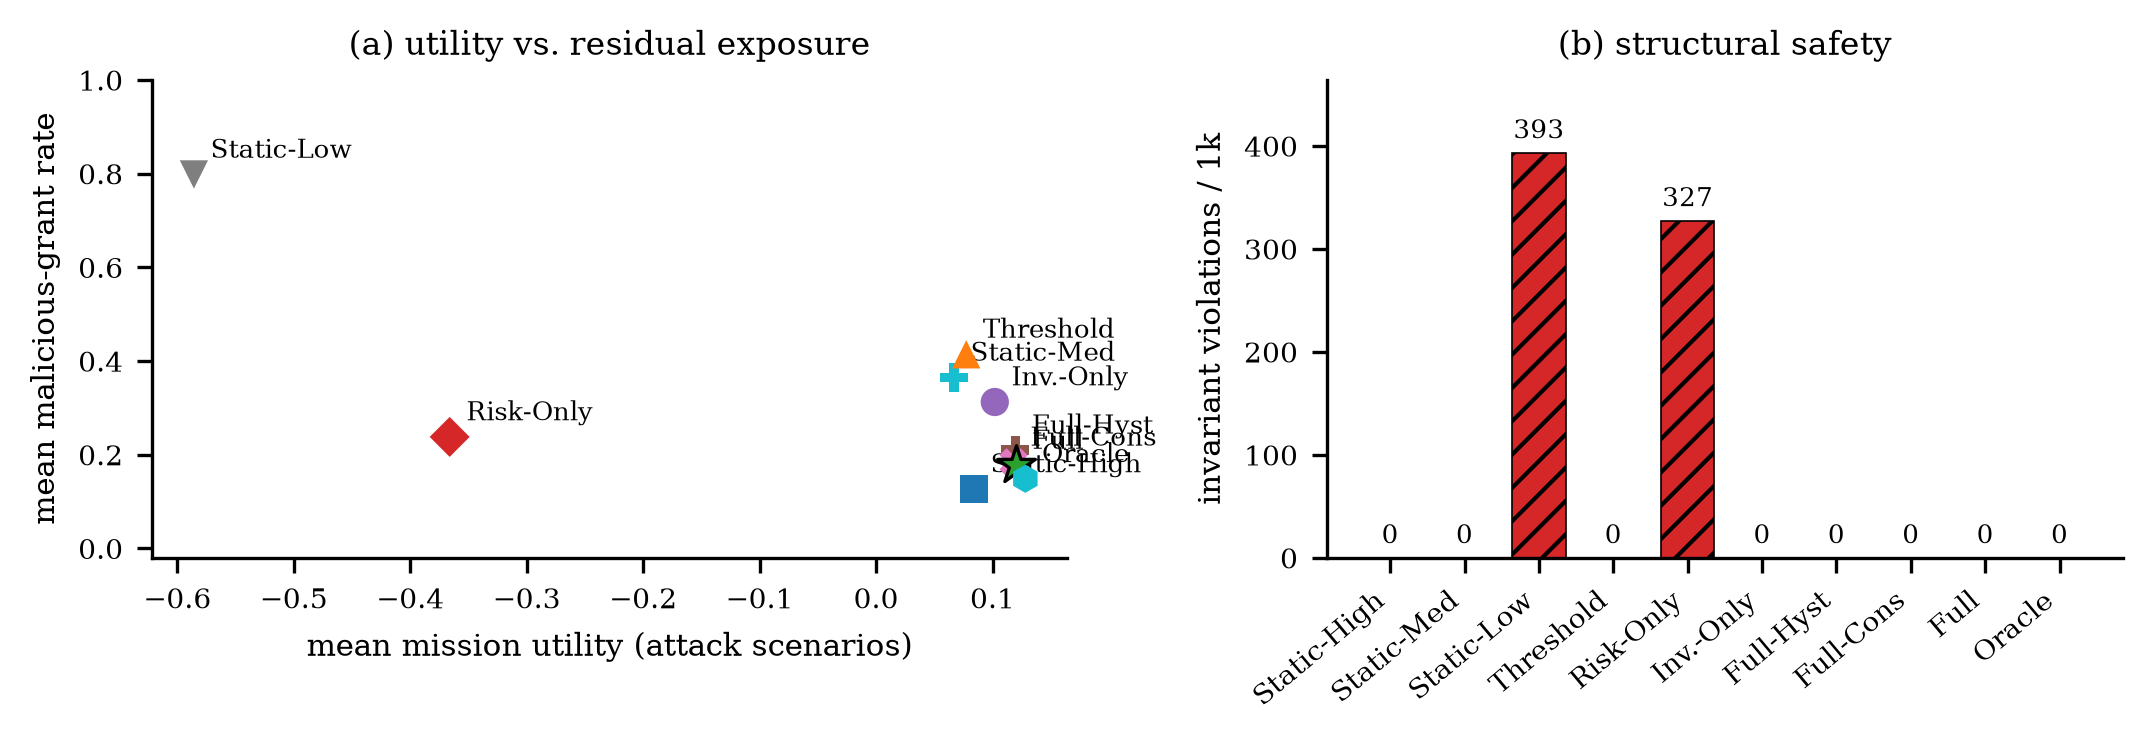 (a) utility vs. residual exposure
mean malicious-grant rate
1.0
0.8
0.6
0.4
0.2
0.0
Static-Low
Risk-Only
Threshold
Static-Med
Inv.-Only
Full-Hyst
Full-Cons
Full
Oracle
Static-High
−0.6
−0.5
−0.4
−0.3
−0.2
−0.1
0.0
0.1
mean mission utility (attack scenarios)
(b) structural safety
invariant violations / 1k
400
300
200
100
0
0
0
393
0
327
0
0
0
0
0
Static-High
Static-Med
Static-Low
Threshold
Risk-Only
Inv.-Only
Full-Hyst
Full-Cons
Full
Oracle